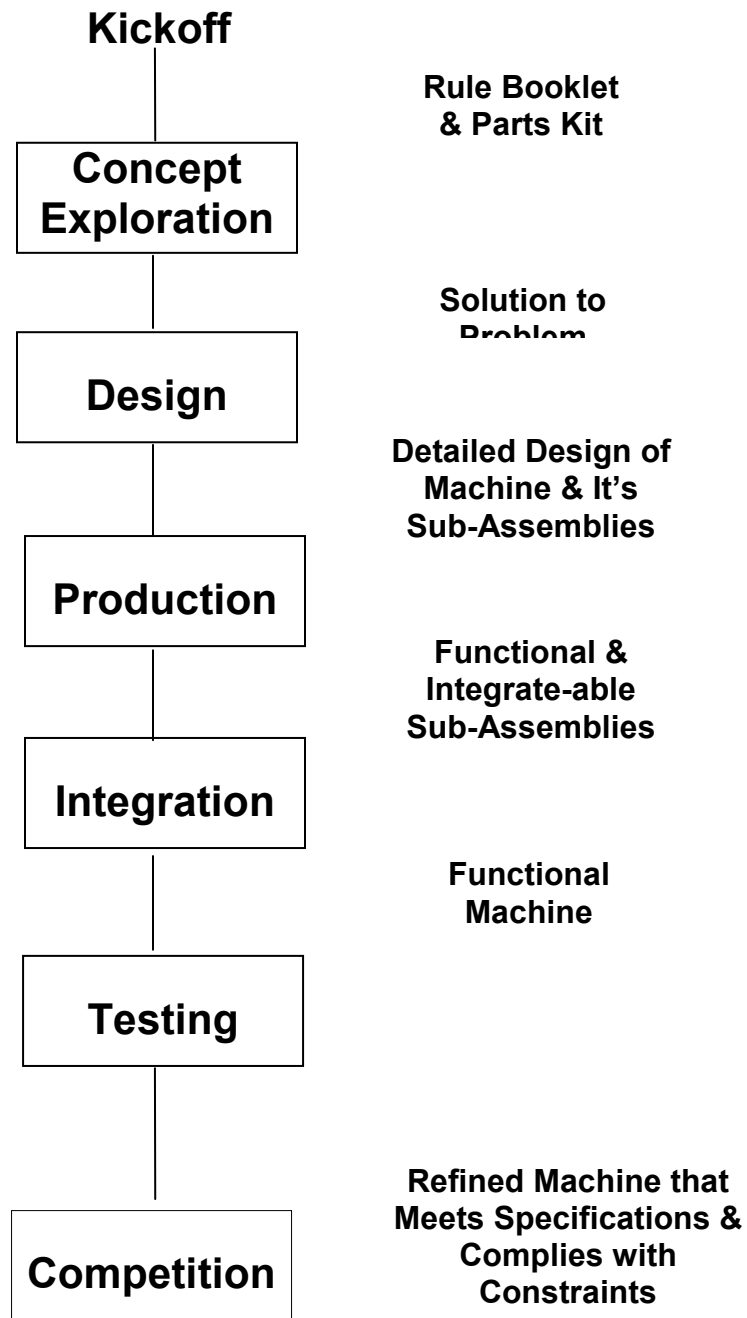 Kickoff
Rule Booklet
& Parts Kit
Concept
Exploration
Solution to
Problem
Design
Detailed Design of
Machine & It’s
Sub-Assemblies
Production
Functional &
Integrate-able
Sub-Assemblies
Integration
Functional
Machine
Testing
Refined Machine that
Meets Specifications &
Complies with
Constraints
Competition